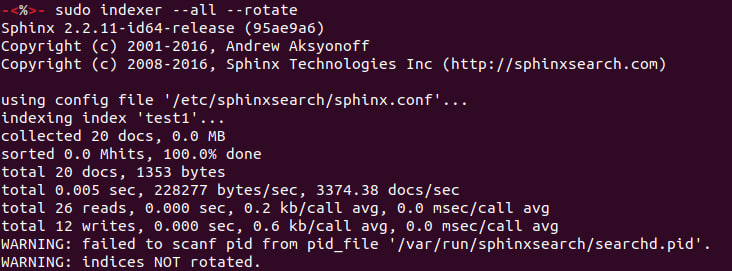 -<%>- sudo indexer --all --rotate
Sphinx 2.2.11-id64-release (95ae9a6)
Copyright (c) 2001-2016, Andrew Aksyonoff
Copyright (c) 2008-2016, Sphinx Technologies Inc (http://sphinxsearch.com)
using config file '/etc/sphinxsearch/sphinx.conf'...
indexing index 'test1'...
collected 20 docs, 0.0 MB
sorted 0.0 Mhits, 100.0% done
total 20 docs, 1353 bytes
total 0.005 sec, 228277 bytes/sec, 3374.38 docs/sec
total 26 reads, 0.000 sec, 0.2 kb/call avg, 0.0 msec/call avg
total 12 writes, 0.000 sec, 0.6 kb/call avg, 0.0 msec/call avg
WARNING: failed to scanf pid from pid_file '/var/run/sphinxsearch/searchd.pid'.
WARNING: indices NOT rotated.